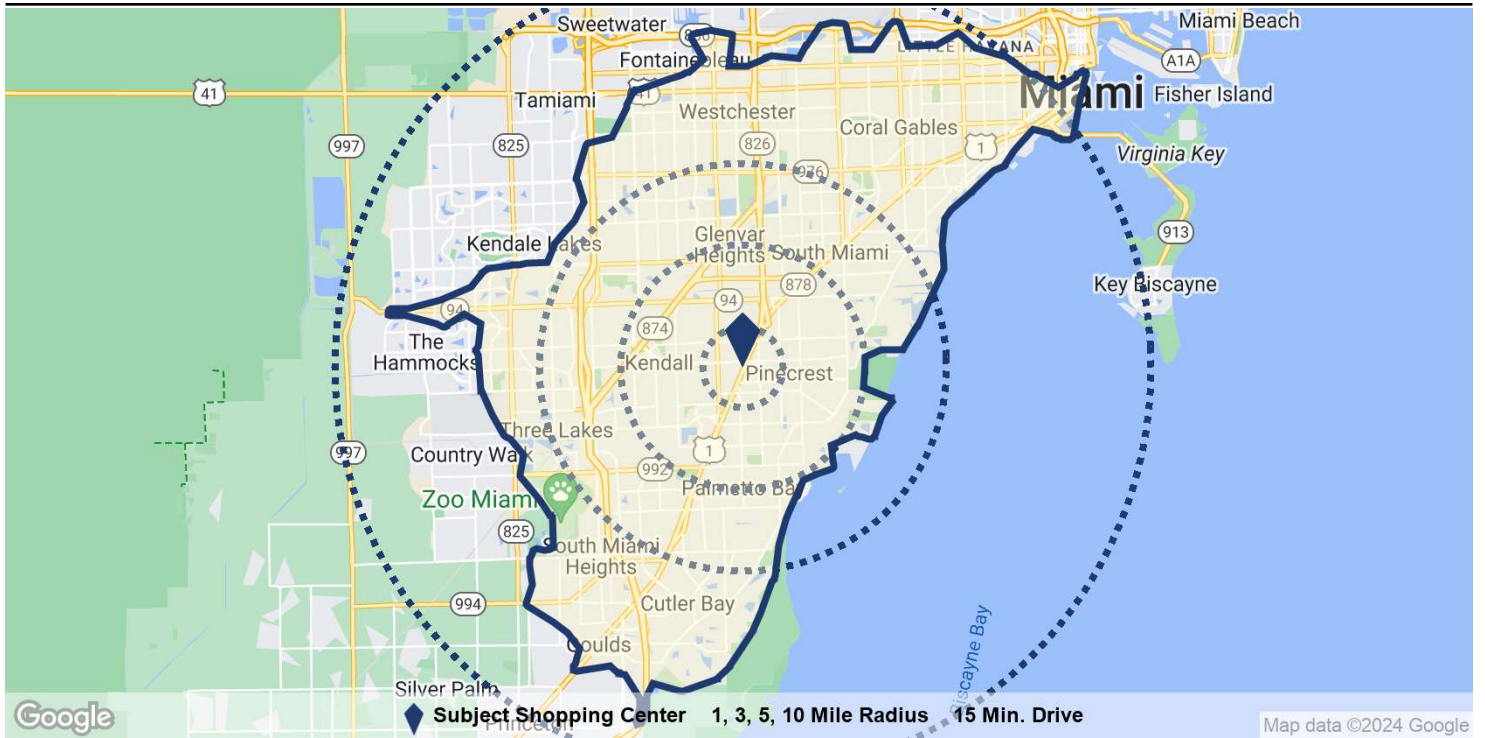 Sweetwater
Miami Beach
836
LITTLE HAVANA
Fontainebleau
A1A
41
Tamiami
41
Miami
Fisher Island
Westchester
Coral Gables
997
825
826
1
Virginia Key
976
Glenvar
Heights
South Miami
913
Kendale Lakes
878
Key Biscayne
94
94
874
The
Hammocks
Kendall
Pinecrest
Three Lakes
1
997
Country Walk
992
Palmetto Bay
Zoo Miami
825
South Miami
Heights
994
Cutler Bay
Goulds
Biscayne Bay
Silver Palm
Google
Subject Shopping Center 1, 3, 5, 10 Mile Radius 15 Min. Drive
Princeton
Map data ©2024 Google